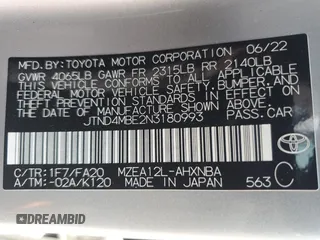 MFD. BY: TOYOTA MOTOR CORPORATION 06/22
GVWR 4065LB GAWR FR 2315LB RR 2140LB
THIS VEHICLE CONFORMS TO ALL APPLICABLE
FEDERAL MOTOR VEHICLE SAFETY, BUMPER, AND
THEFT PREVENTION STANDARDS IN EFFECT ON
THE DATE OF MANUFACTURE SHOWN ABOVE.
JTND4MBE2N3180993 PASS.CAR
TOYOTA
C/TR: 1F7/FA20 MZEA12L-AHXNBA
A/TM: -02A/K120 MADE IN JAPAN 563 C
DREAMBID